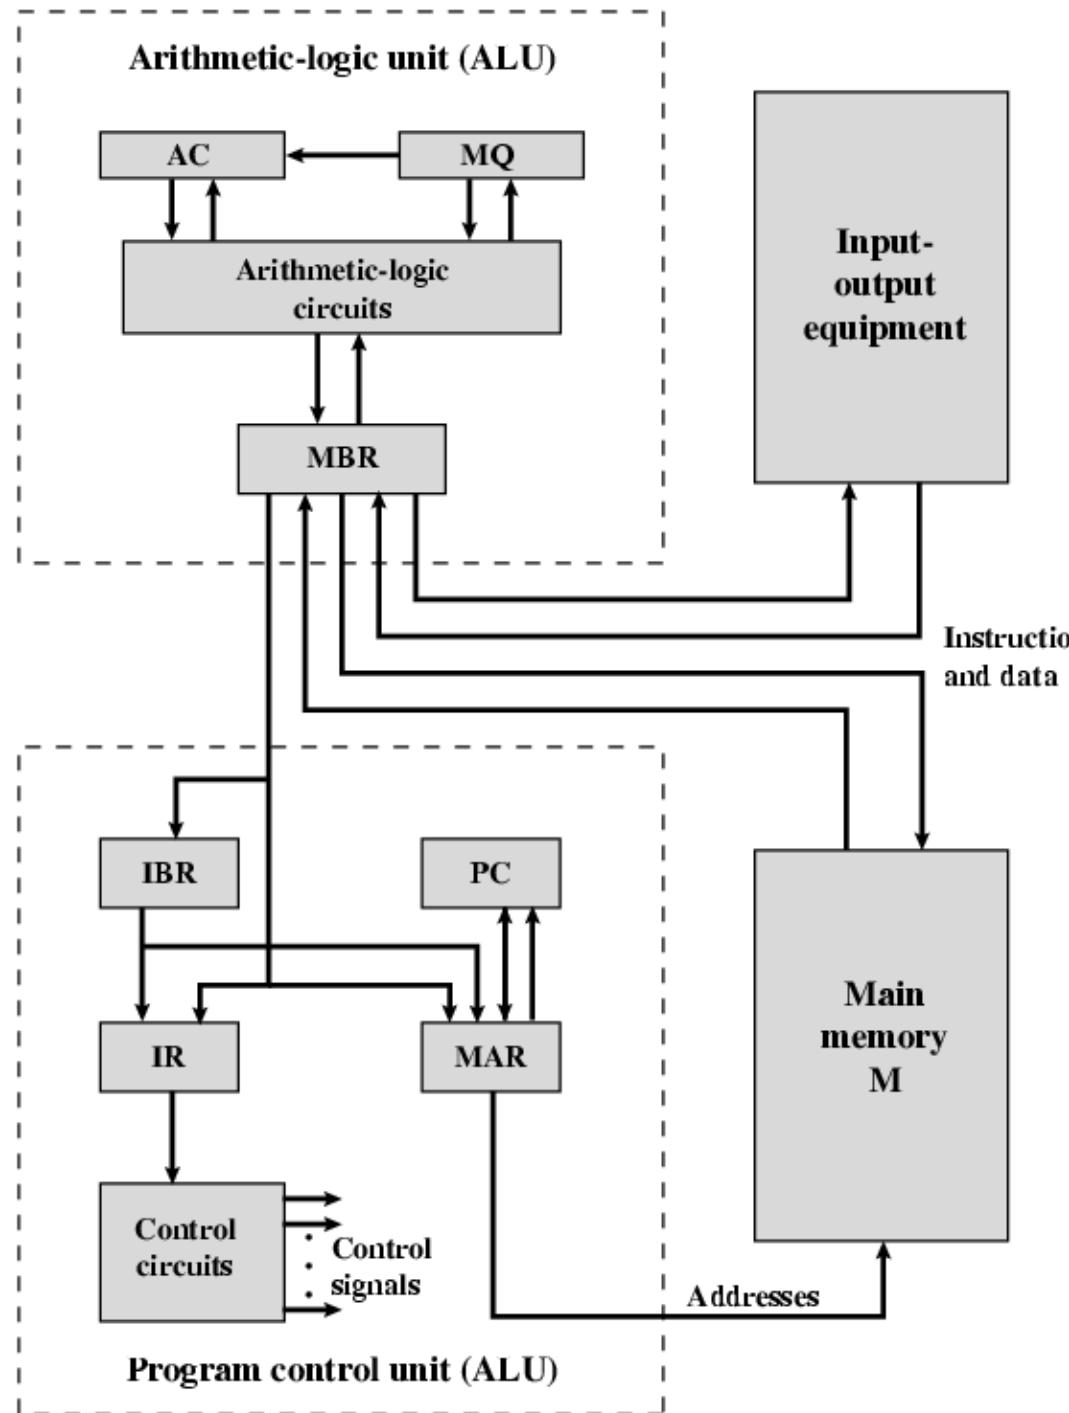 Arithmetic-logic unit (ALU)
AC
MQ
Arithmetic-logic
circuits
MBR
Input-
output
equipment
Instructio
and data
IBR
PC
IR
MAR
Main
memory
M
Control
circuits
Control
signals
Addresses
Program control unit (ALU)